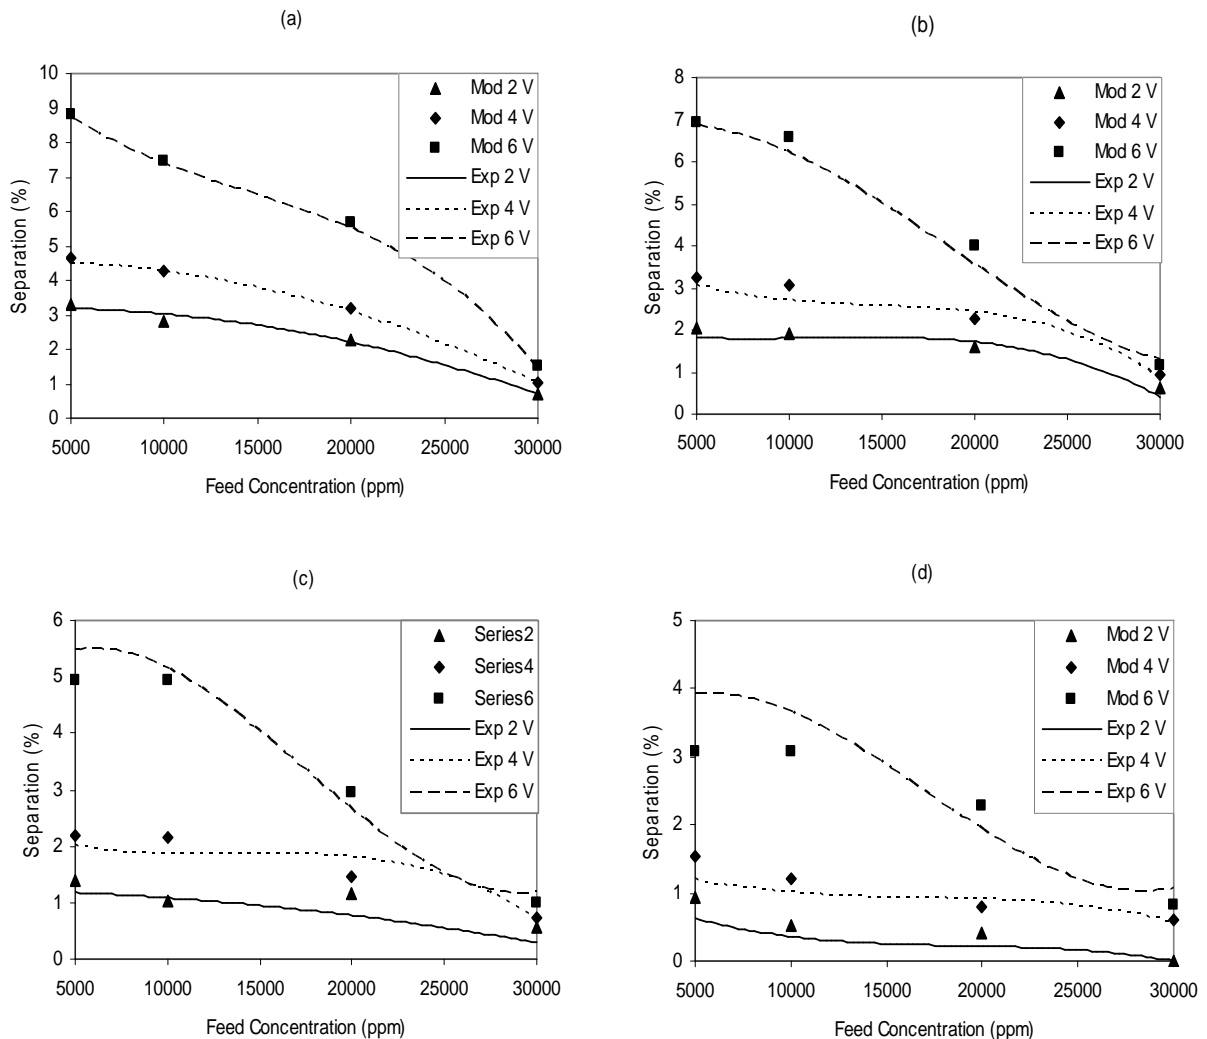 (a)
10
9
8
7
6
5
4
3
2
1
0
Separation (%)
5000 10000 15000 20000 25000 30000
Feed Concentration (ppm)
Mod 2 V
Mod 4 V
Mod 6 V
Exp 2 V
Exp 4 V
Exp 6 V
(b)
8
7
6
5
4
3
2
1
0
Separation (%)
5000 10000 15000 20000 25000 30000
Feed Concentration (ppm)
Mod 2 V
Mod 4 V
Mod 6 V
Exp 2 V
Exp 4 V
Exp 6 V
(c)
6
5
4
3
2
1
0
Separation (%)
5000 10000 15000 20000 25000 30000
Feed Concentration (ppm)
Series2
Series4
Series6
Exp 2 V
Exp 4 V
Exp 6 V
(d)
5
4
3
2
1
0
Separation (%)
5000 10000 15000 20000 25000 30000
Feed Concentration (ppm)
Mod 2 V
Mod 4 V
Mod 6 V
Exp 2 V
Exp 4 V
Exp 6 V